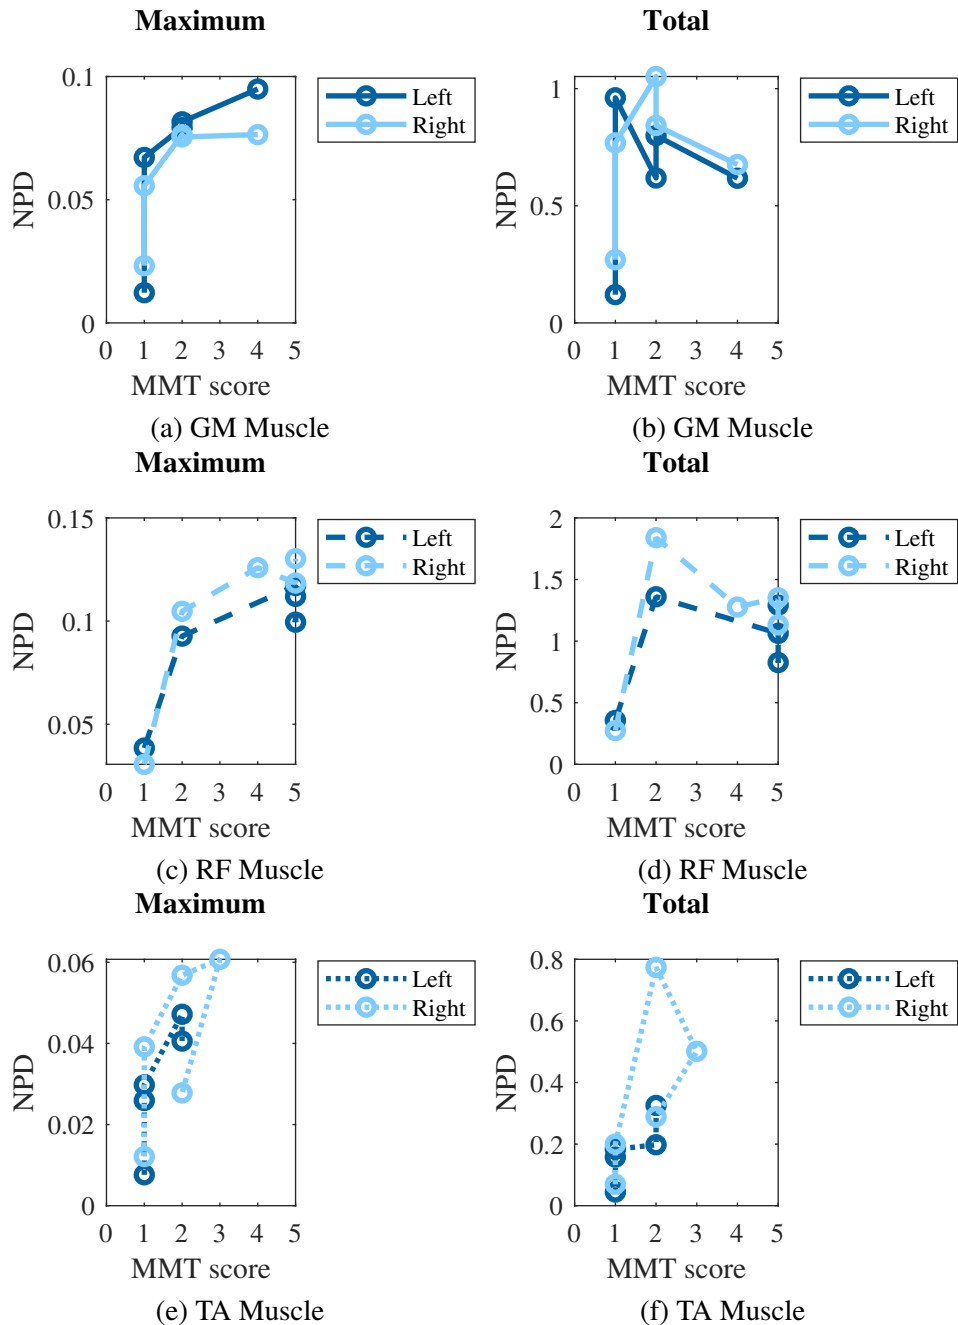 Maximum
Total
0.1
0.05
0
NPD
0 1 2 3 4 5
MMT score
Left
Right
1
0.5
0
NPD
0 1 2 3 4 5
MMT score
Left
Right
(a) GM Muscle
(b) GM Muscle
Maximum
Total
0.15
0.1
0.05
NPD
0 1 2 3 4 5
MMT score
Left
Right
2
1.5
1
0.5
0
NPD
0 1 2 3 4 5
MMT score
Left
Right
(c) RF Muscle
(d) RF Muscle
Maximum
Total
0.06
0.04
0.02
0
NPD
0 1 2 3 4 5
MMT score
Left
Right
0.8
0.6
0.4
0.2
0
NPD
0 1 2 3 4 5
MMT score
Left
Right
(e) TA Muscle
(f) TA Muscle